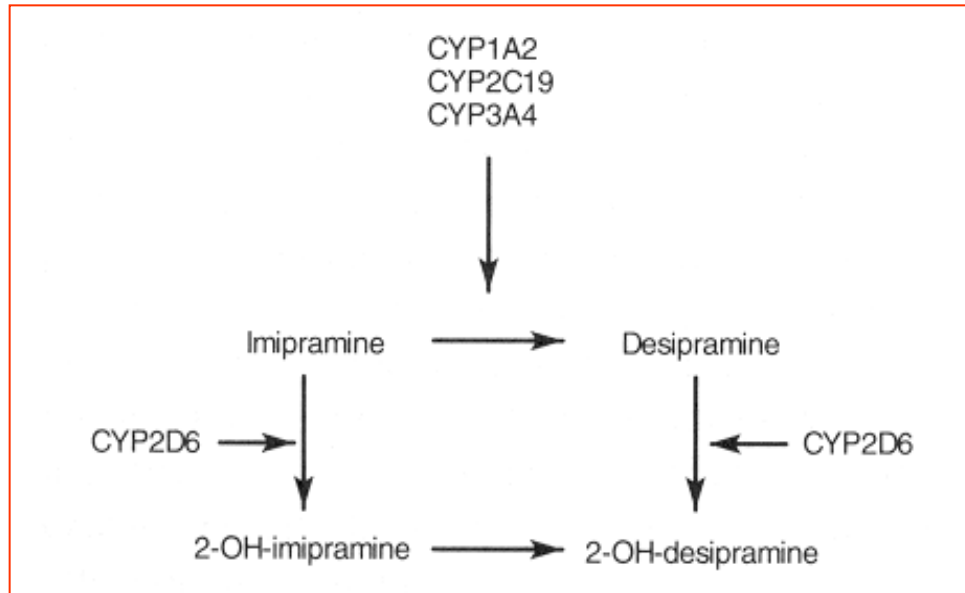 CYP1A2
CYP2C19
CYP3A4
Imipramine
Desipramine
CYP2D6
CYP2D6
2-OH-imipramine
2-OH-desipramine